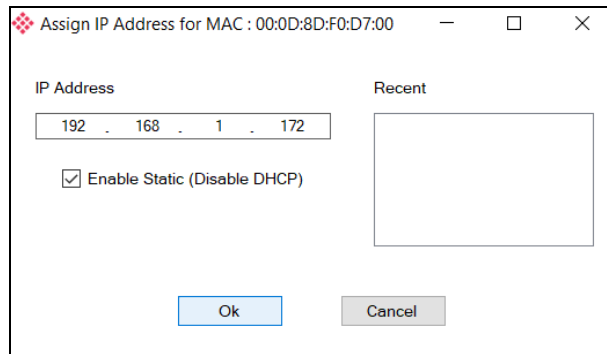 Assign IP Address for MAC : 00:0D:8D:F0:D7:00
IP Address
Recent
192 . 168 . 1 . 172
Enable Static (Disable DHCP)
Ok
Cancel